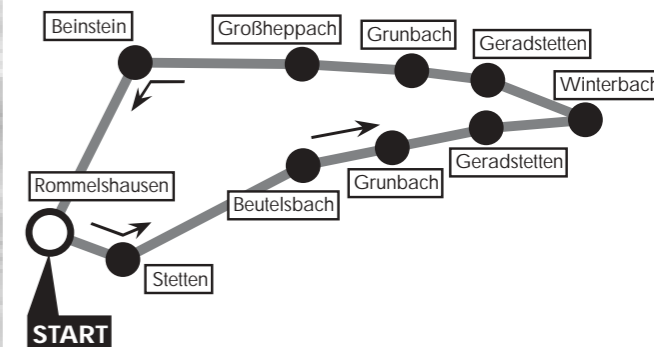 Beinstein
Großheppach
Grunbach
Geradstetten
Winterbach
Rommelshausen
Beutelsbach
Grunbach
Geradstetten
Stetten
START